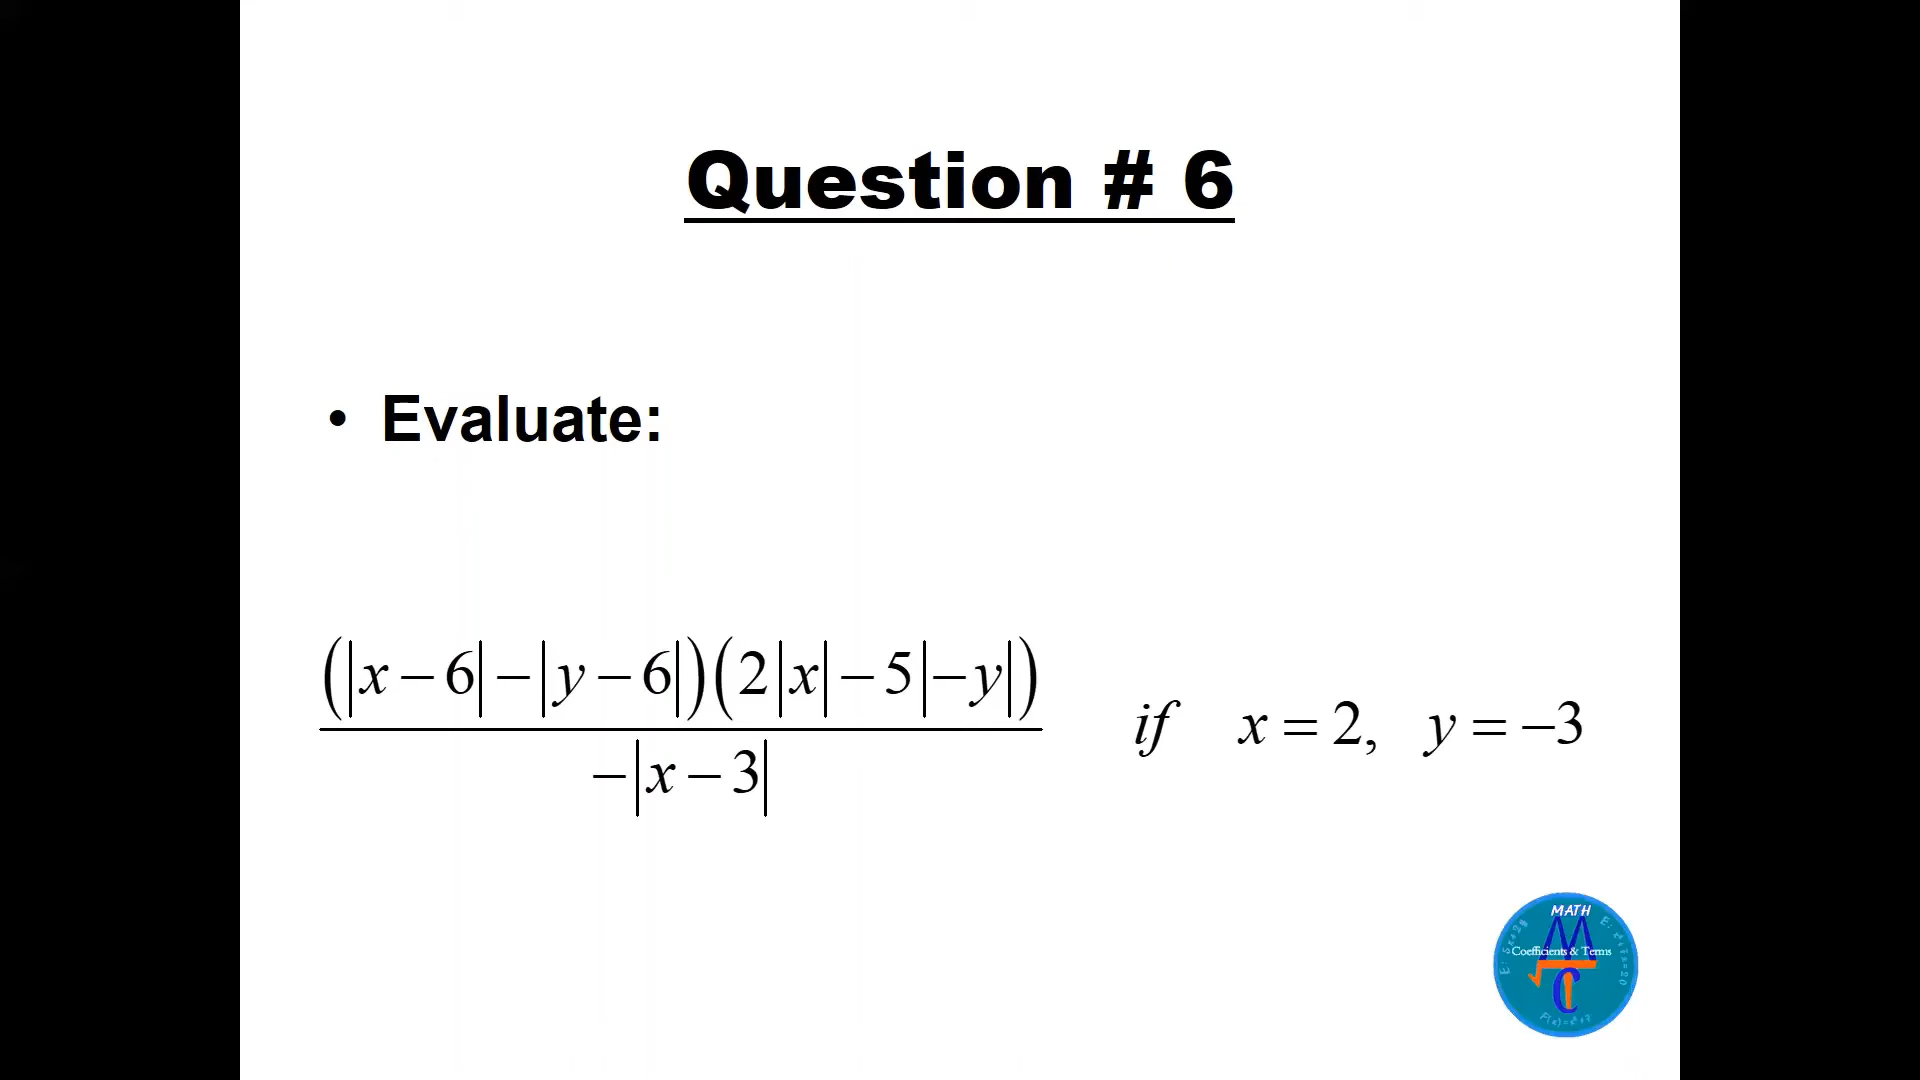 Question # 6
• Evaluate:
(|x − 6| − |y − 6|)(2|x| − 5|−y|)
−|x − 3|
if x = 2, y = −3
MATH
Coefficients & Terms